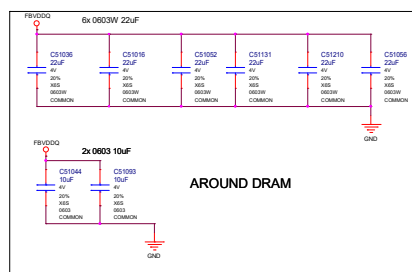 FBVDDQ
6x 0603W 22uF
C51036 C51016 C51052 C51131 C51210 C51056
22uF 22uF 22uF 22uF 22uF 22uF
4V 4V 4V 4V 4V 4V
20% 20% 20% 20% 20% 20%
X6S X6S X6S X6S X6S X6S
0603W 0603W 0603W 0603W 0603W 0603W
COMMON COMMON COMMON COMMON COMMON COMMON
GND
FBVDDQ
2x 0603 10uF
C51044 C51093
10uF 10uF
4V 4V
20% 20%
X6S X6S
0603 0603
COMMON COMMON
AROUND DRAM
GND